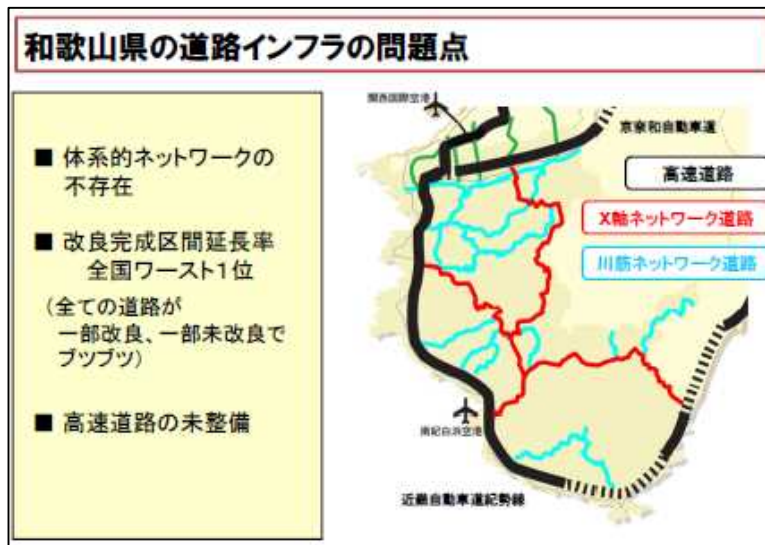 和歌山県の道路インフラの問題点
■ 体系的ネットワークの
不存在
■ 改良完成区間延長率
全国ワースト1位
(全ての道路が
一部改良、一部未改良で
ブツブツ)
■ 高速道路の未整備
関西国際空港
京奈和自動車道
高速道路
X軸ネットワーク道路
川筋ネットワーク道路
南紀白浜空港
近畿自動車道紀勢線